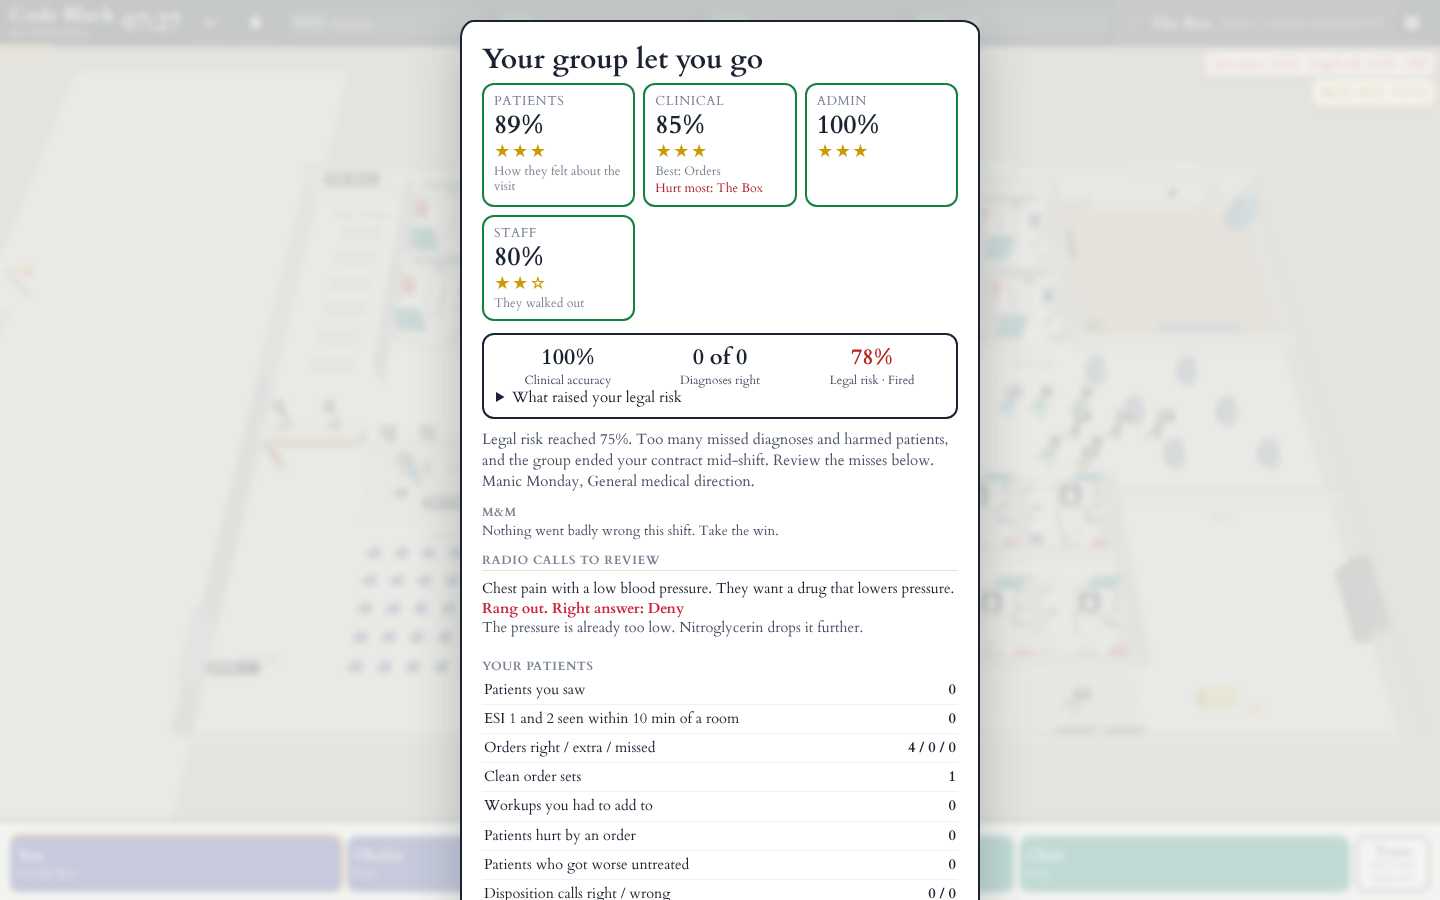 Code Black
07:27
The Box
Your group let you go
PATIENTS
89%
★★★
How they felt about the
visit
CLINICAL
85%
★★★
Best: Orders
Hurt most: The Box
ADMIN
100%
★★★
STAFF
80%
★★☆
They walked out
100%
Clinical accuracy
0 of 0
Diagnoses right
78%
Legal risk · Fired
▶ What raised your legal risk
Legal risk reached 75%. Too many missed diagnoses and harmed patients,
and the group ended your contract mid-shift. Review the misses below.
Manic Monday, General medical direction.
M&M
Nothing went badly wrong this shift. Take the win.
RADIO CALLS TO REVIEW
Chest pain with a low blood pressure. They want a drug that lowers pressure.
Rang out. Right answer: Deny
The pressure is already too low. Nitroglycerin drops it further.
YOUR PATIENTS
Patients you saw 0
ESI 1 and 2 seen within 10 min of a room 0
Orders right / extra / missed 4 / 0 / 0
Clean order sets 1
Workups you had to add to 0
Patients hurt by an order 0
Patients who got worse untreated 0
Disposition calls right / wrong 0 / 0